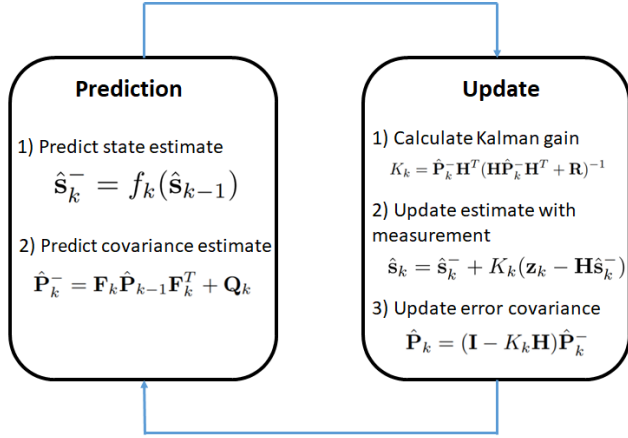 Prediction
1) Predict state estimate
ŝ_k^- = f_k(ŝ_{k-1})
2) Predict covariance estimate
P̂_k^- = F_k P̂_{k-1} F_k^T + Q_k
Update
1) Calculate Kalman gain
K_k = P̂_k^- H^T (H P̂_k^- H^T + R)^{-1}
2) Update estimate with
measurement
ŝ_k = ŝ_k^- + K_k(z_k − Hŝ_k^-)
3) Update error covariance
P̂_k = (I − K_k H) P̂_k^-